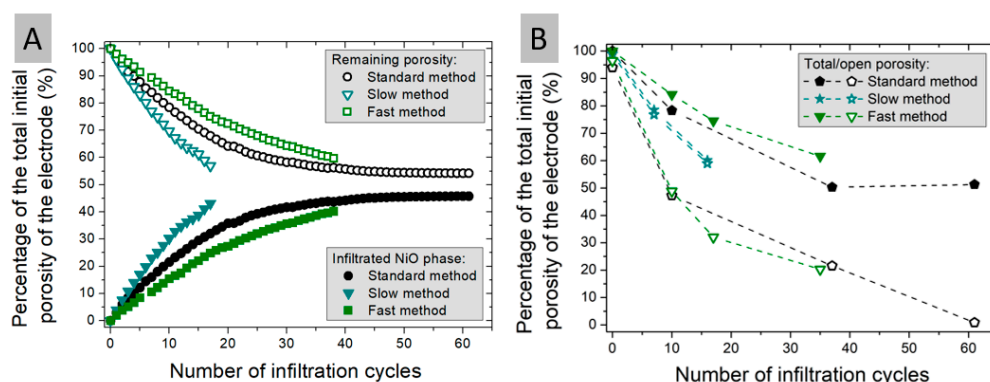 A
Percentage of the total initial
porosity of the electrode (%)
100
90
80
70
60
50
40
30
20
10
0
Remaining porosity:
Standard method
Slow method
Fast method
Infiltrated NiO phase:
Standard method
Slow method
Fast method
0 10 20 30 40 50 60
Number of infiltration cycles
B
Percentage of the total initial
porosity of the electrode (%)
100
90
80
70
60
50
40
30
20
10
0
Total/open porosity:
Standard method
Slow method
Fast method
0 10 20 30 40 50 60
Number of infiltration cycles